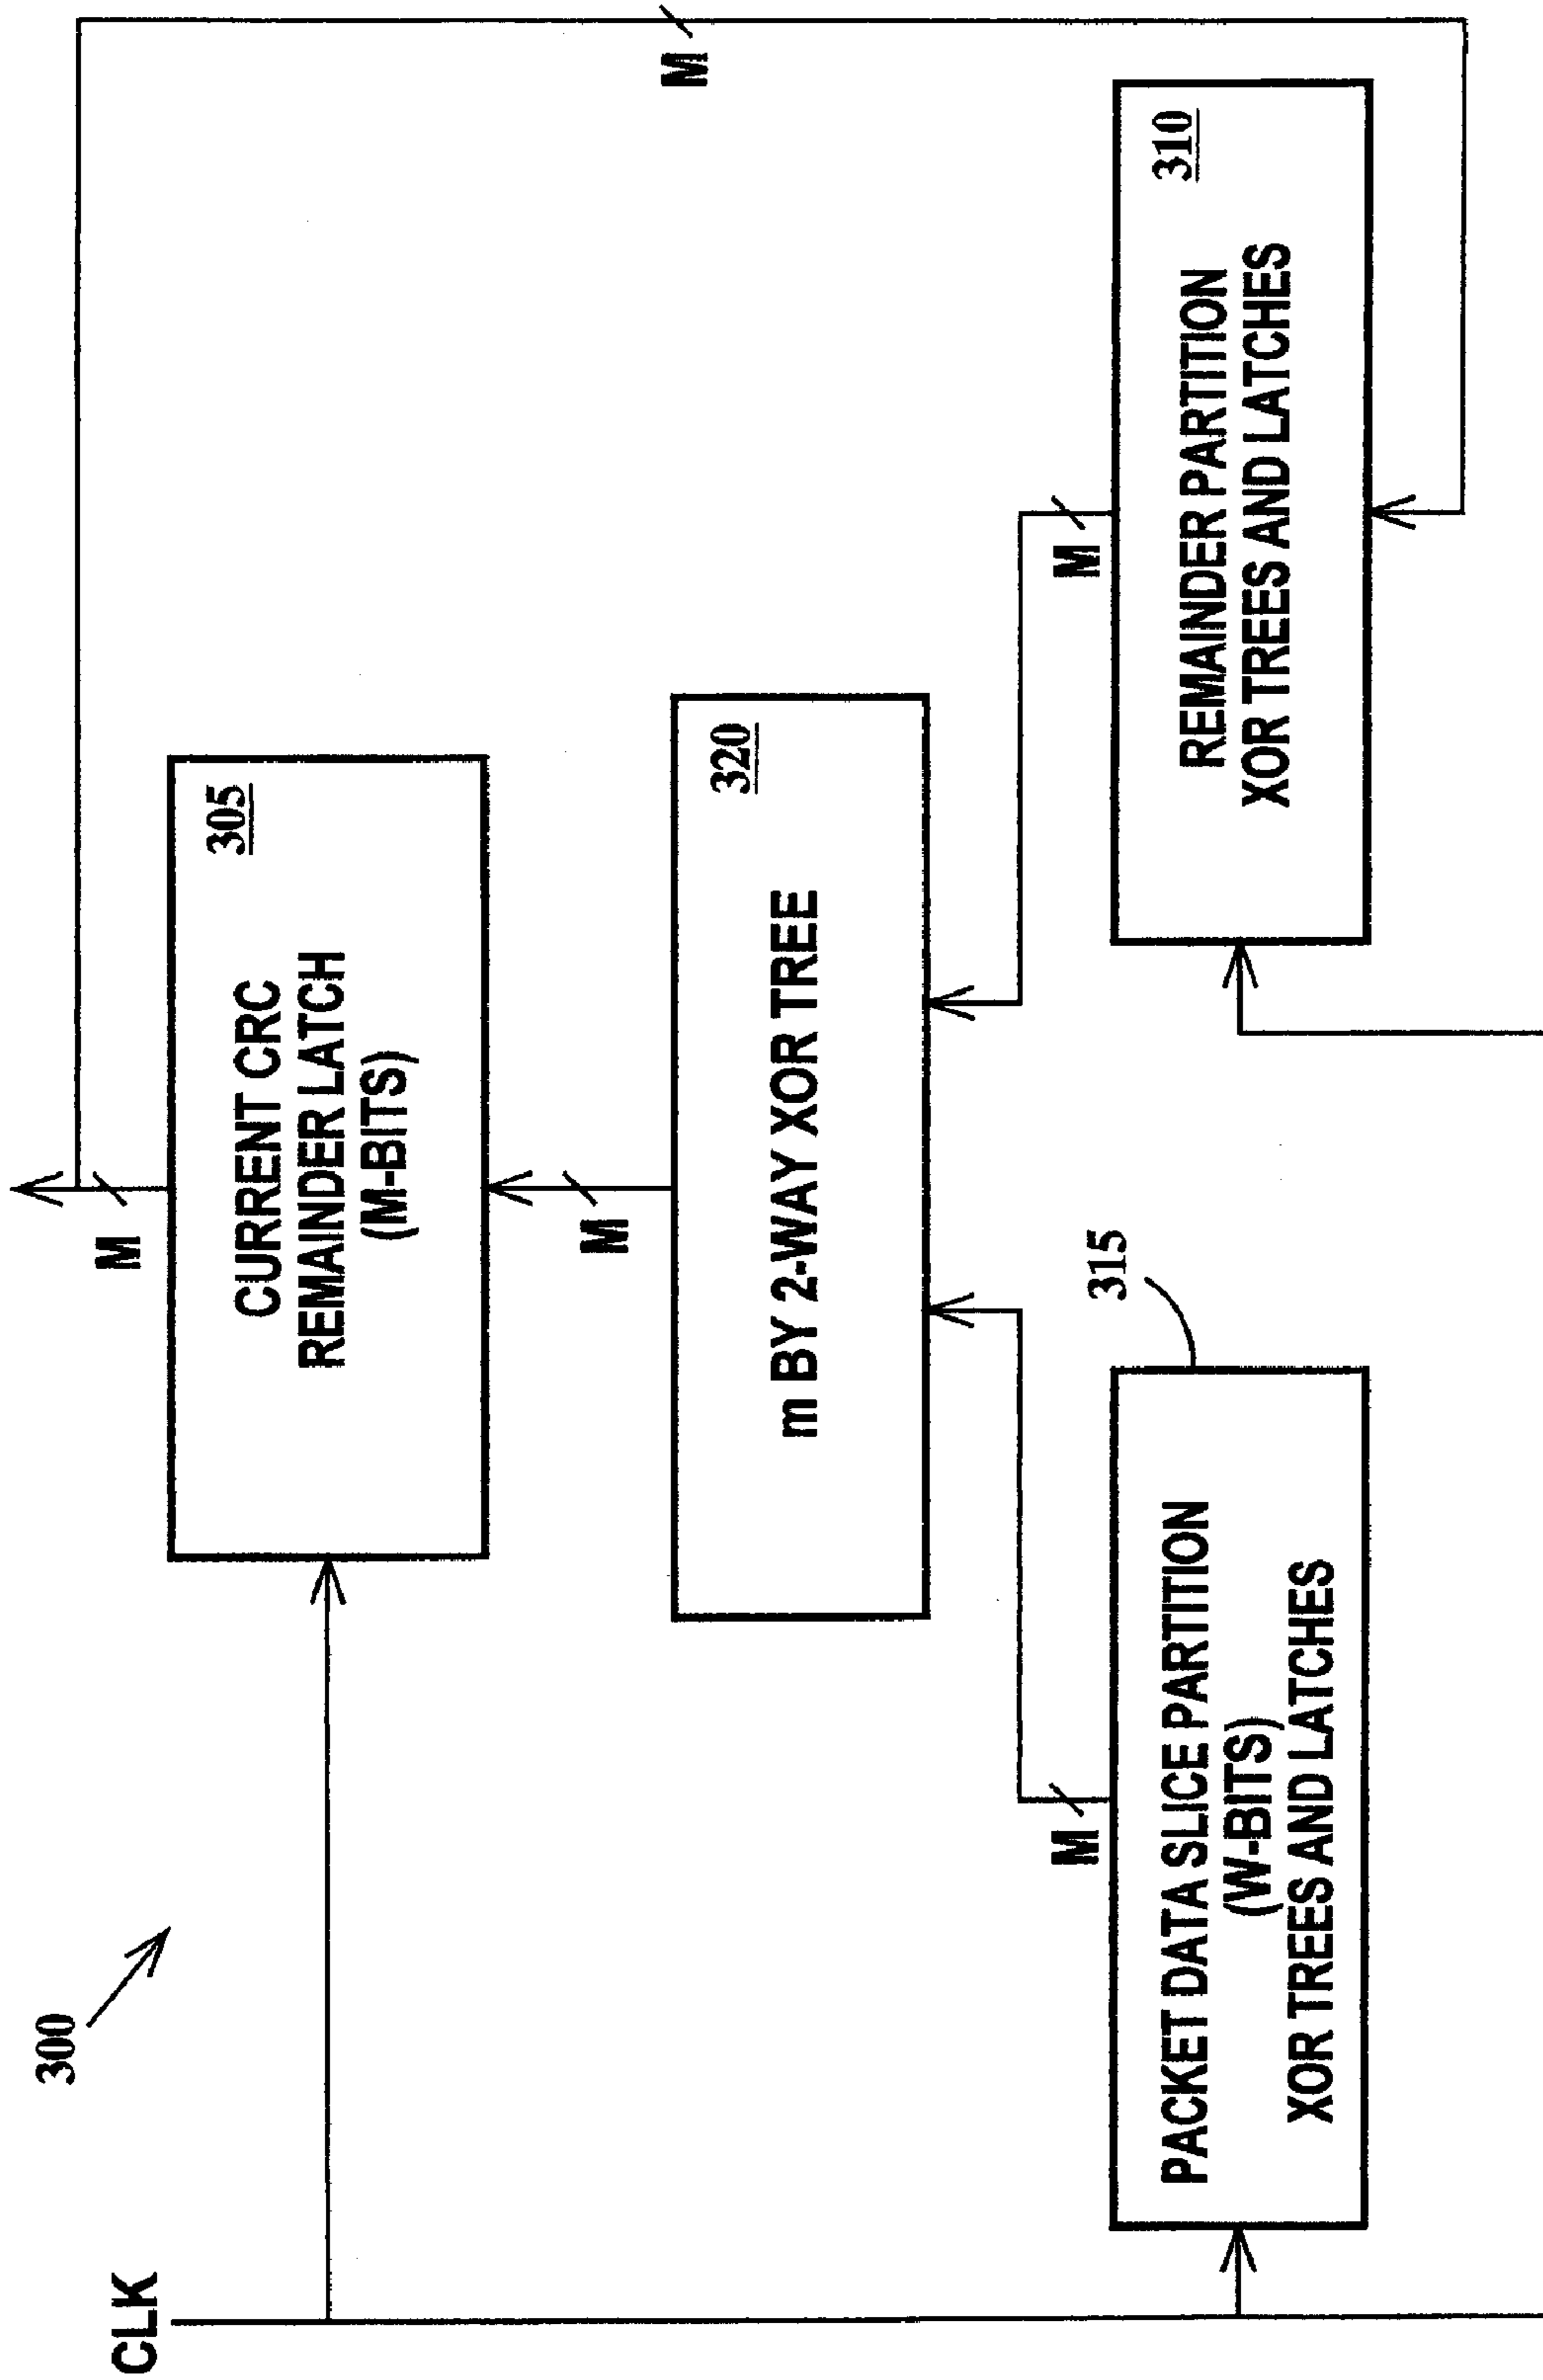 300
CLK
M
M
305
CURRENT CRC
REMAINDER LATCH
(M-BITS)
M
320
m BY 2-WAY XOR TREE
M
M
315
PACKET DATA SLICE PARTITION
(W-BITS)
XOR TREES AND LATCHES
310
REMAINDER PARTITION
XOR TREES AND LATCHES